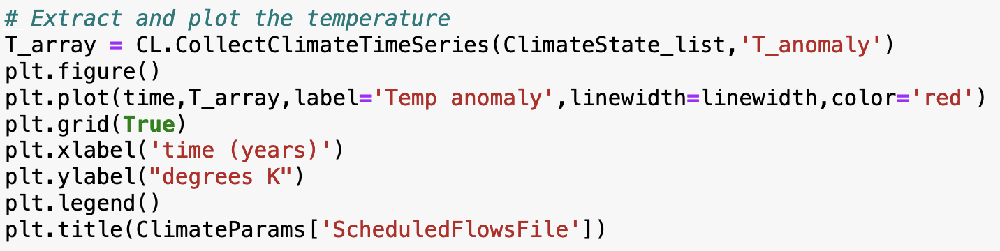 # Extract and plot the temperature
T_array = CL.CollectClimateTimeSeries(ClimateState_list,'T_anomaly')
plt.figure()
plt.plot(time,T_array,label='Temp anomaly',linewidth=linewidth,color='red')
plt.grid(True)
plt.xlabel('time (years)')
plt.ylabel("degrees K")
plt.legend()
plt.title(ClimateParams['ScheduledFlowsFile'])